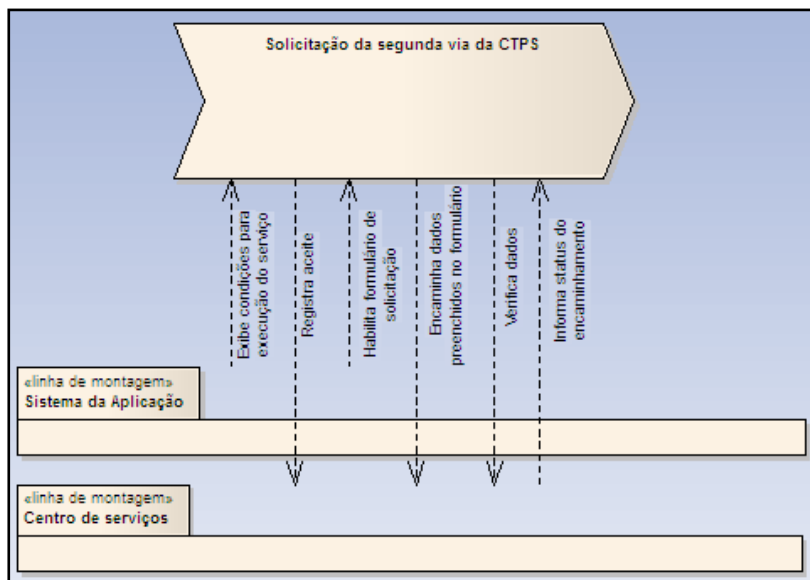 Solicitação da segunda via da CTPS
Exibe condições para
execução do serviço
Registra aceite
Habilita formulário de
solicitação
Encaminha dados
preenchidos no formulário
Verifica dados
Informa status do
encaminhamento
«linha de montagem»
Sistema da Aplicação
«linha de montagem»
Centro de serviços